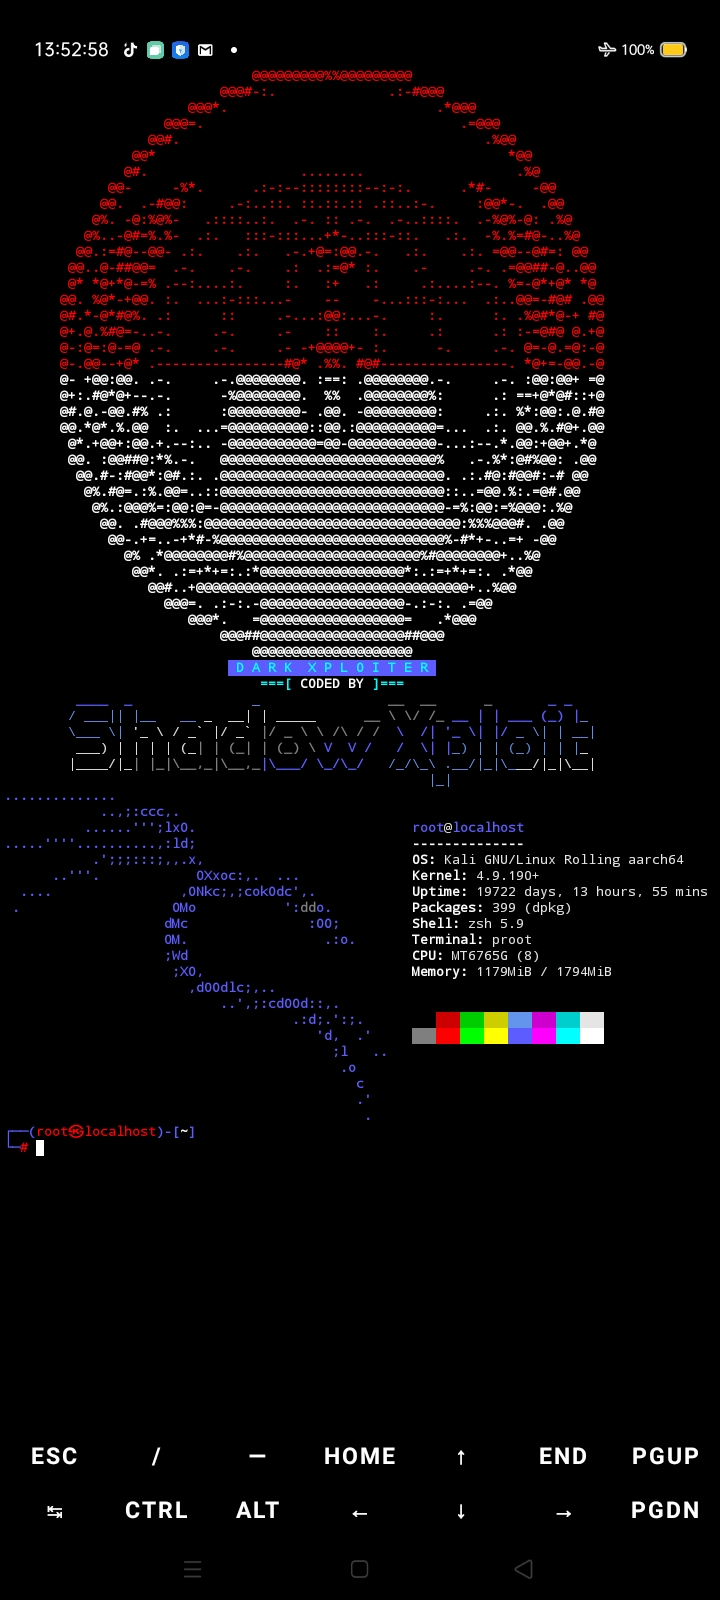 13:52:58
100%
D A R K X P L O I T E R
===[ CODED BY ]===
Shadow Xploit
root@localhost
--------------
OS: Kali GNU/Linux Rolling aarch64
Kernel: 4.9.190+
Uptime: 19722 days, 13 hours, 55 mins
Packages: 399 (dpkg)
Shell: zsh 5.9
Terminal: proot
CPU: MT6765G (8)
Memory: 1179MiB / 1794MiB
┌──(root㉿localhost)-[~]
└─#
ESC / — HOME ↑ END PGUP
↹ CTRL ALT ← ↓ → PGDN